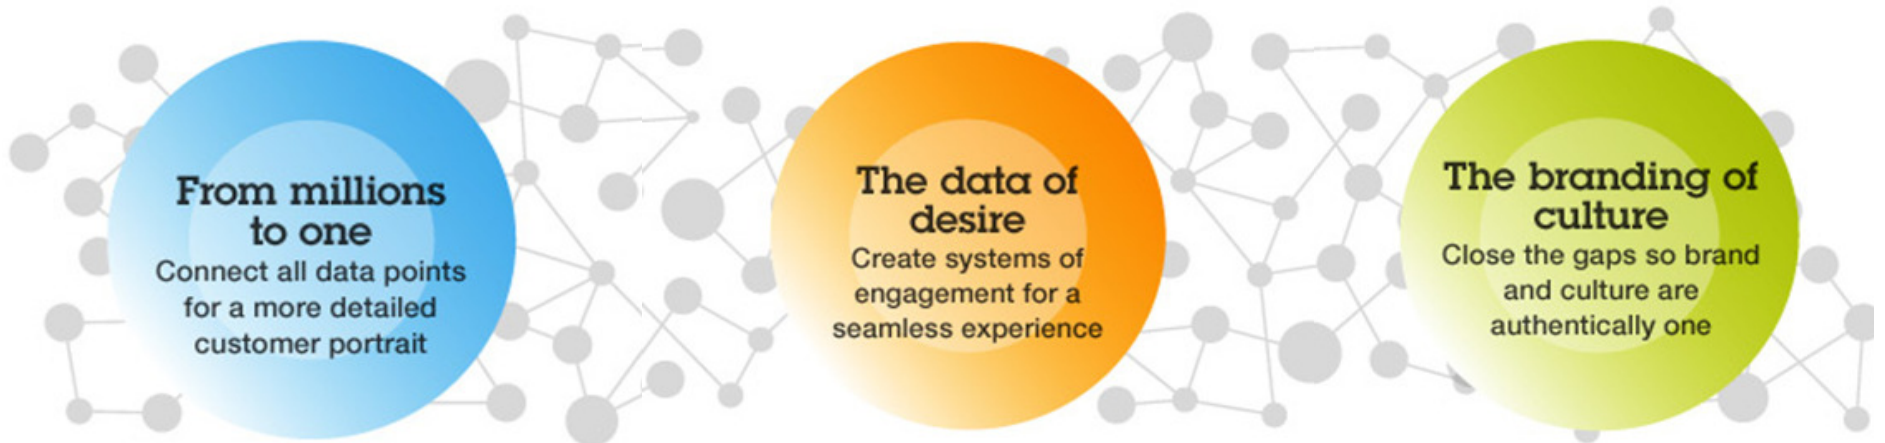 From millions
to one
Connect all data points
for a more detailed
customer portrait
The data of
desire
Create systems of
engagement for a
seamless experience
The branding of
culture
Close the gaps so brand
and culture are
authentically one